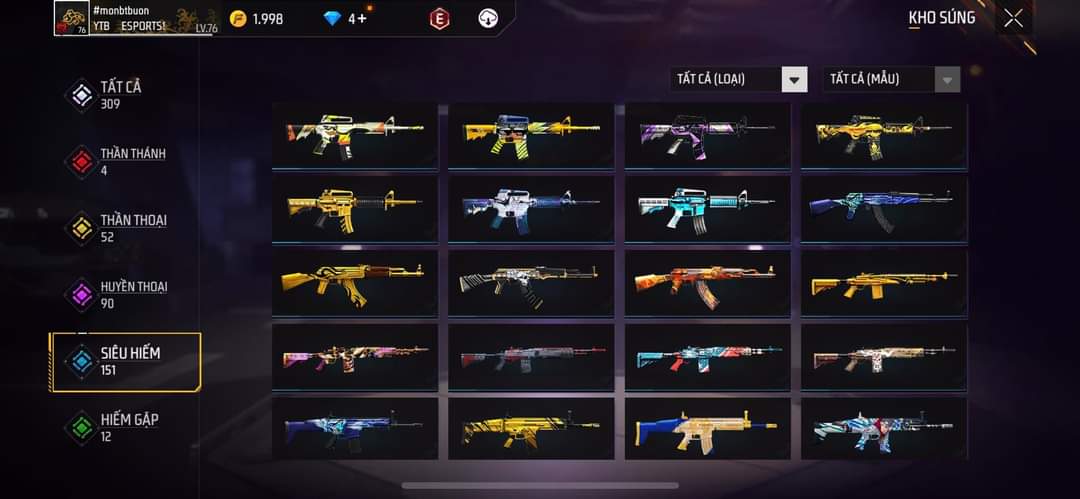 #monbtbuon
YTB ESPORTS!
76
LV.76
1.998
4+
E
KHO SÚNG
TẤT CẢ (LOẠI)
TẤT CẢ (MẪU)
TẤT CẢ
309
THẦN THÁNH
4
THẦN THOẠI
52
HUYỀN THOẠI
90
SIÊU HIẾM
151
HIẾM GẶP
12